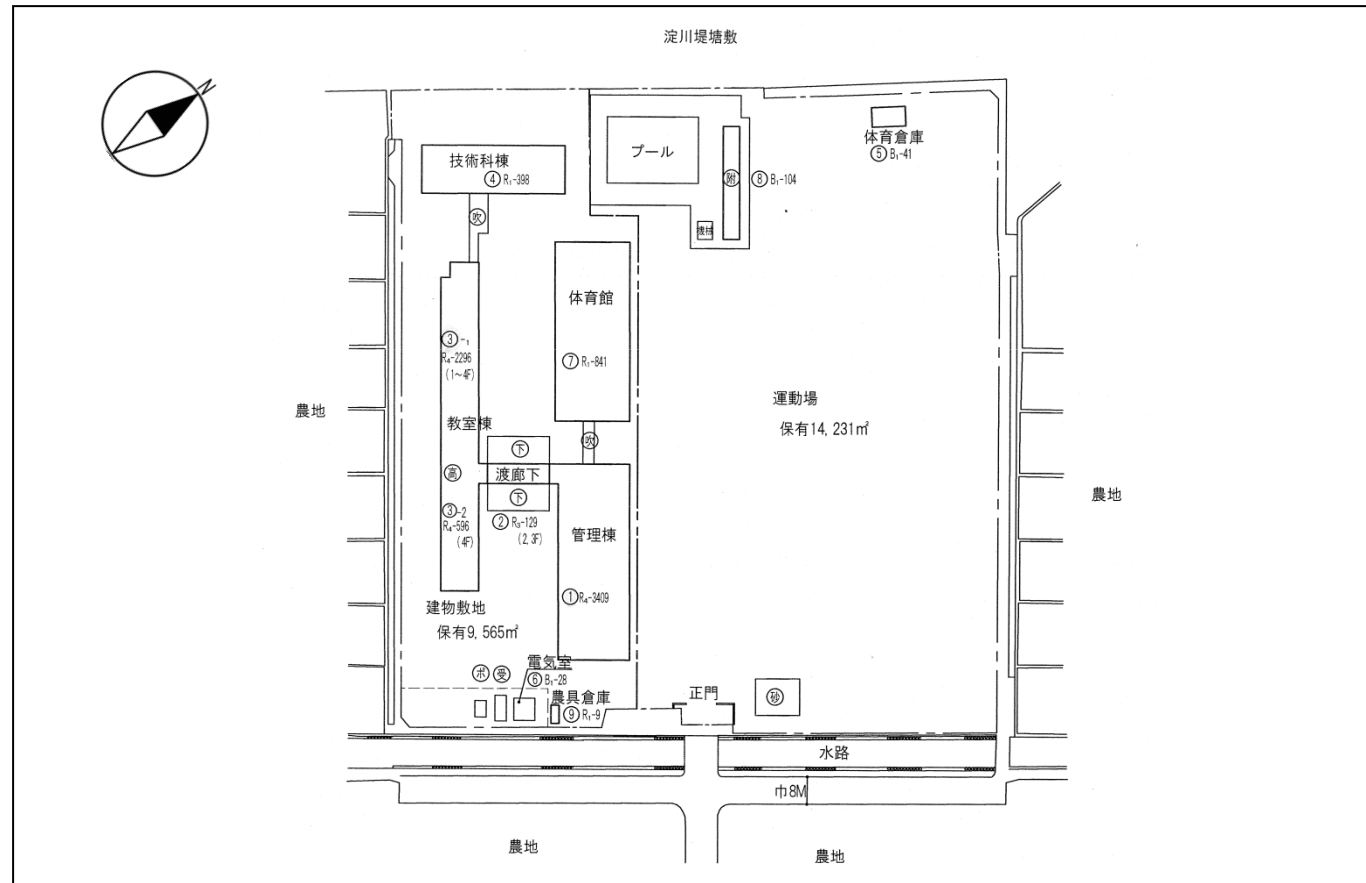 淀川堤塘敷
N
体育倉庫
⑤ B₁-41
プール
附
⑧ B₁-104
機械
技術科棟
④ R₁-398
吹
体育館
⑦ R₁-841
③-₁
R₄-2296
(1～4F)
農地
教室棟
運動場
保有14,231㎡
農地
吹
下
高
渡廊下
下
③-2
R₄-596
(4F)
② R₃-129
(2,3F)
管理棟
① R₄-3409
建物敷地
保有9,565㎡
ポ
受
電気室
⑥ B₁-28
農具倉庫
⑨ R₁-9
正門
砂
水路
巾8M
農地
農地